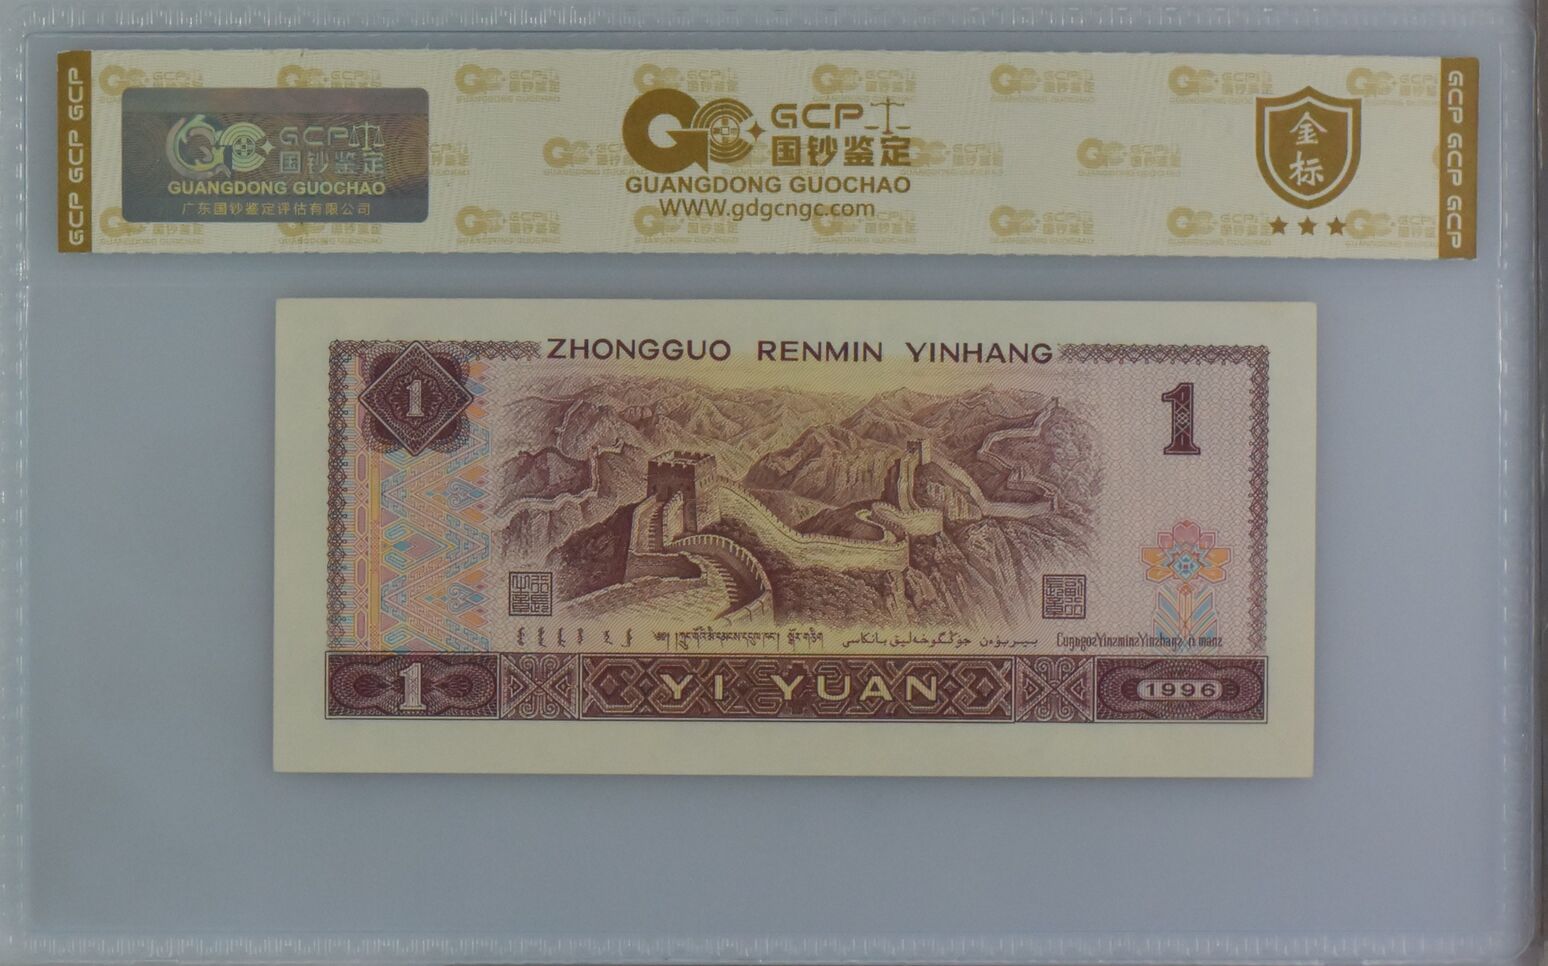 GCP GCP GCP
GCP
国钞鉴定
GUANGDONG GUOCHAO
广东国钞鉴定评估有限公司
GCP
国钞鉴定
GUANGDONG GUOCHAO
WWW.gdgcngc.com
金标
GCP GCP GCP
ZHONGGUO RENMIN YINHANG
1
1
1
YI YUAN
1996